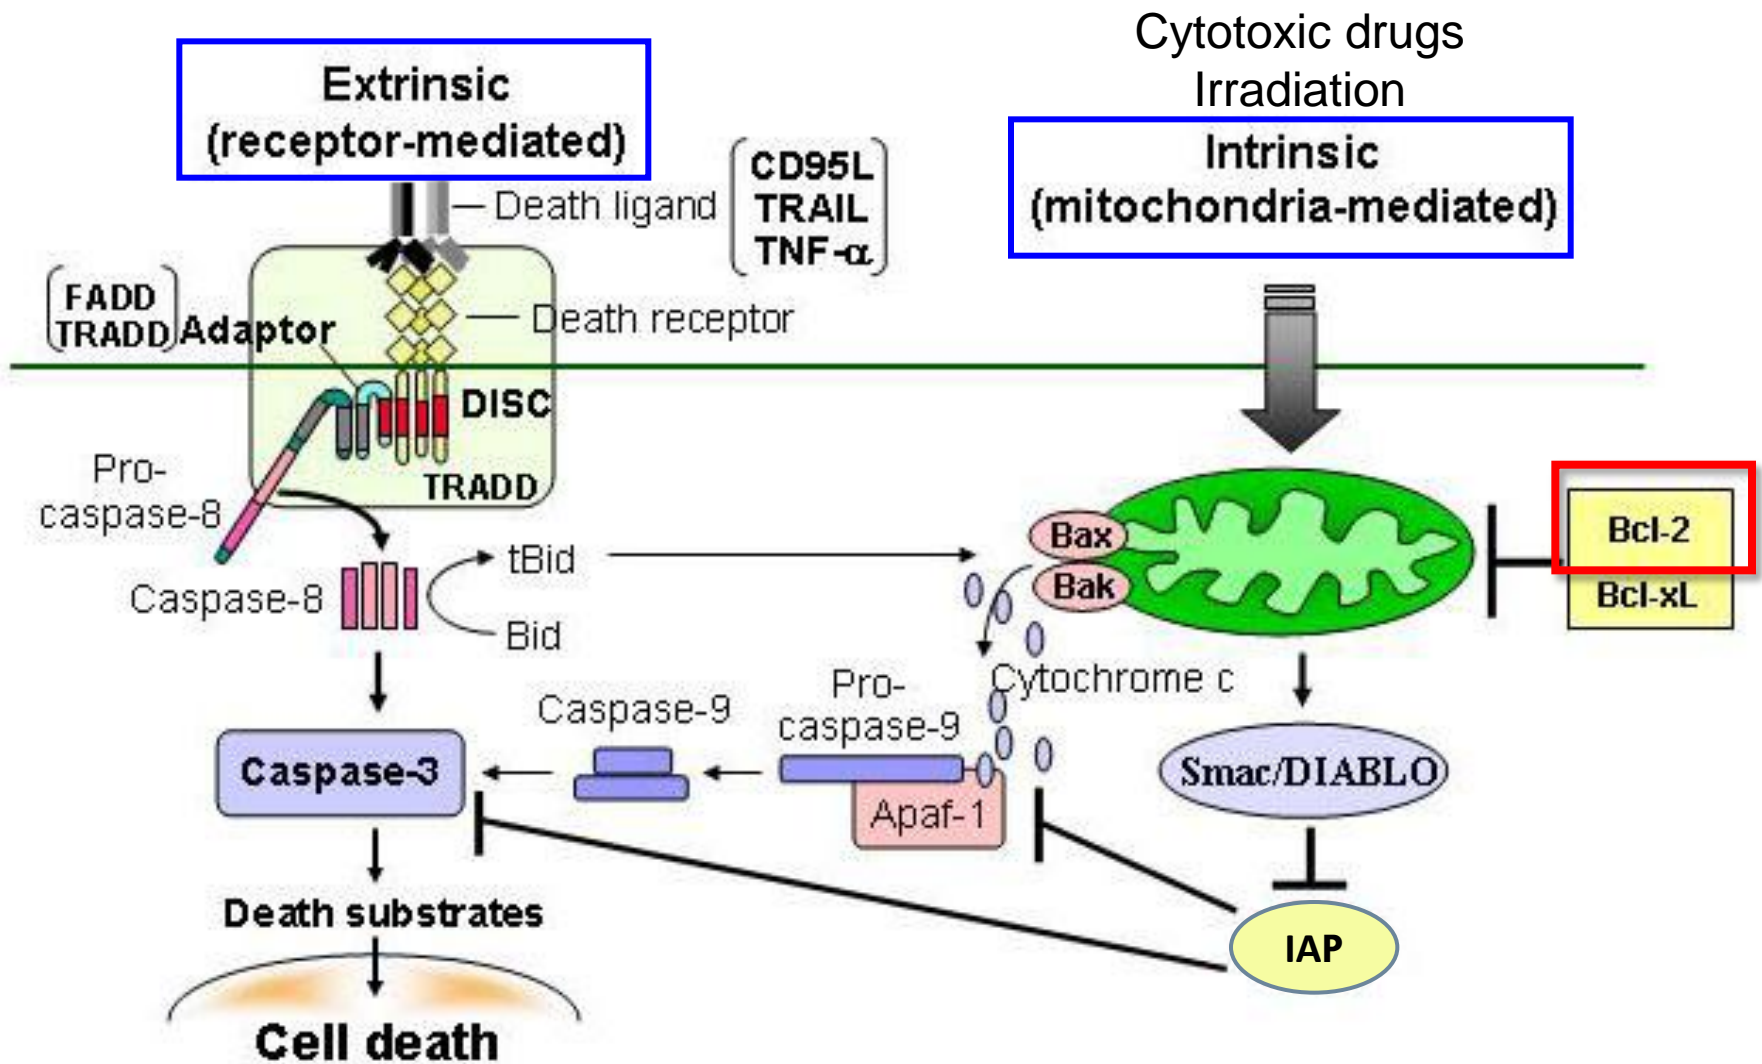 Cytotoxic drugs
Irradiation
Extrinsic
(receptor-mediated)
Intrinsic
(mitochondria-mediated)
Death ligand
CD95L
TRAIL
TNF-α
FADD
TRADD
Adaptor
Death receptor
DISC
TRADD
Pro-
caspase-8
Caspase-8
tBid
Bid
Bax
Bak
Bcl-2
Bcl-xL
Cytochrome c
Pro-
caspase-9
Caspase-9
Caspase-3
Apaf-1
Smac/DIABLO
IAP
Death substrates
Cell death